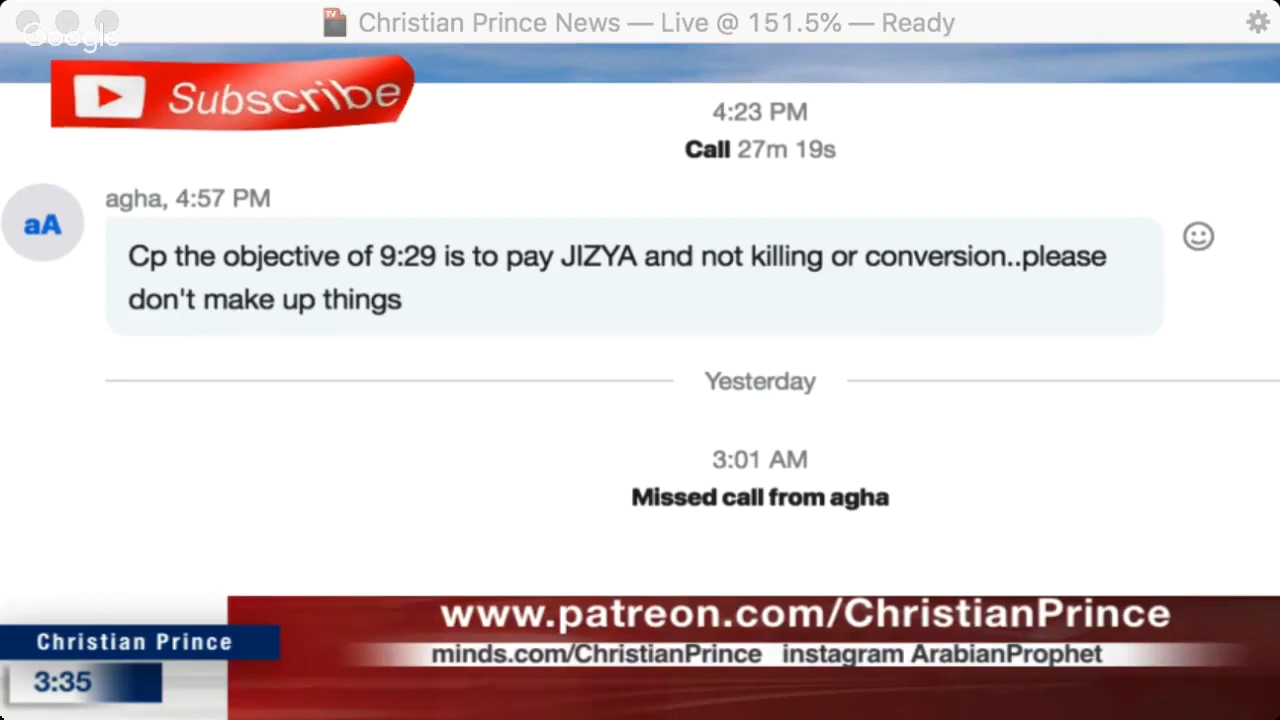 Christian Prince News — Live @ 151.5% — Ready
Google
TV
Subscribe
4:23 PM
Call 27m 19s
agha, 4:57 PM
aA
Cp the objective of 9:29 is to pay JIZYA and not killing or conversion..please
don't make up things
Yesterday
3:01 AM
Missed call from agha
www.patreon.com/ChristianPrince
Christian Prince
minds.com/ChristianPrince instagram ArabianProphet
3:35